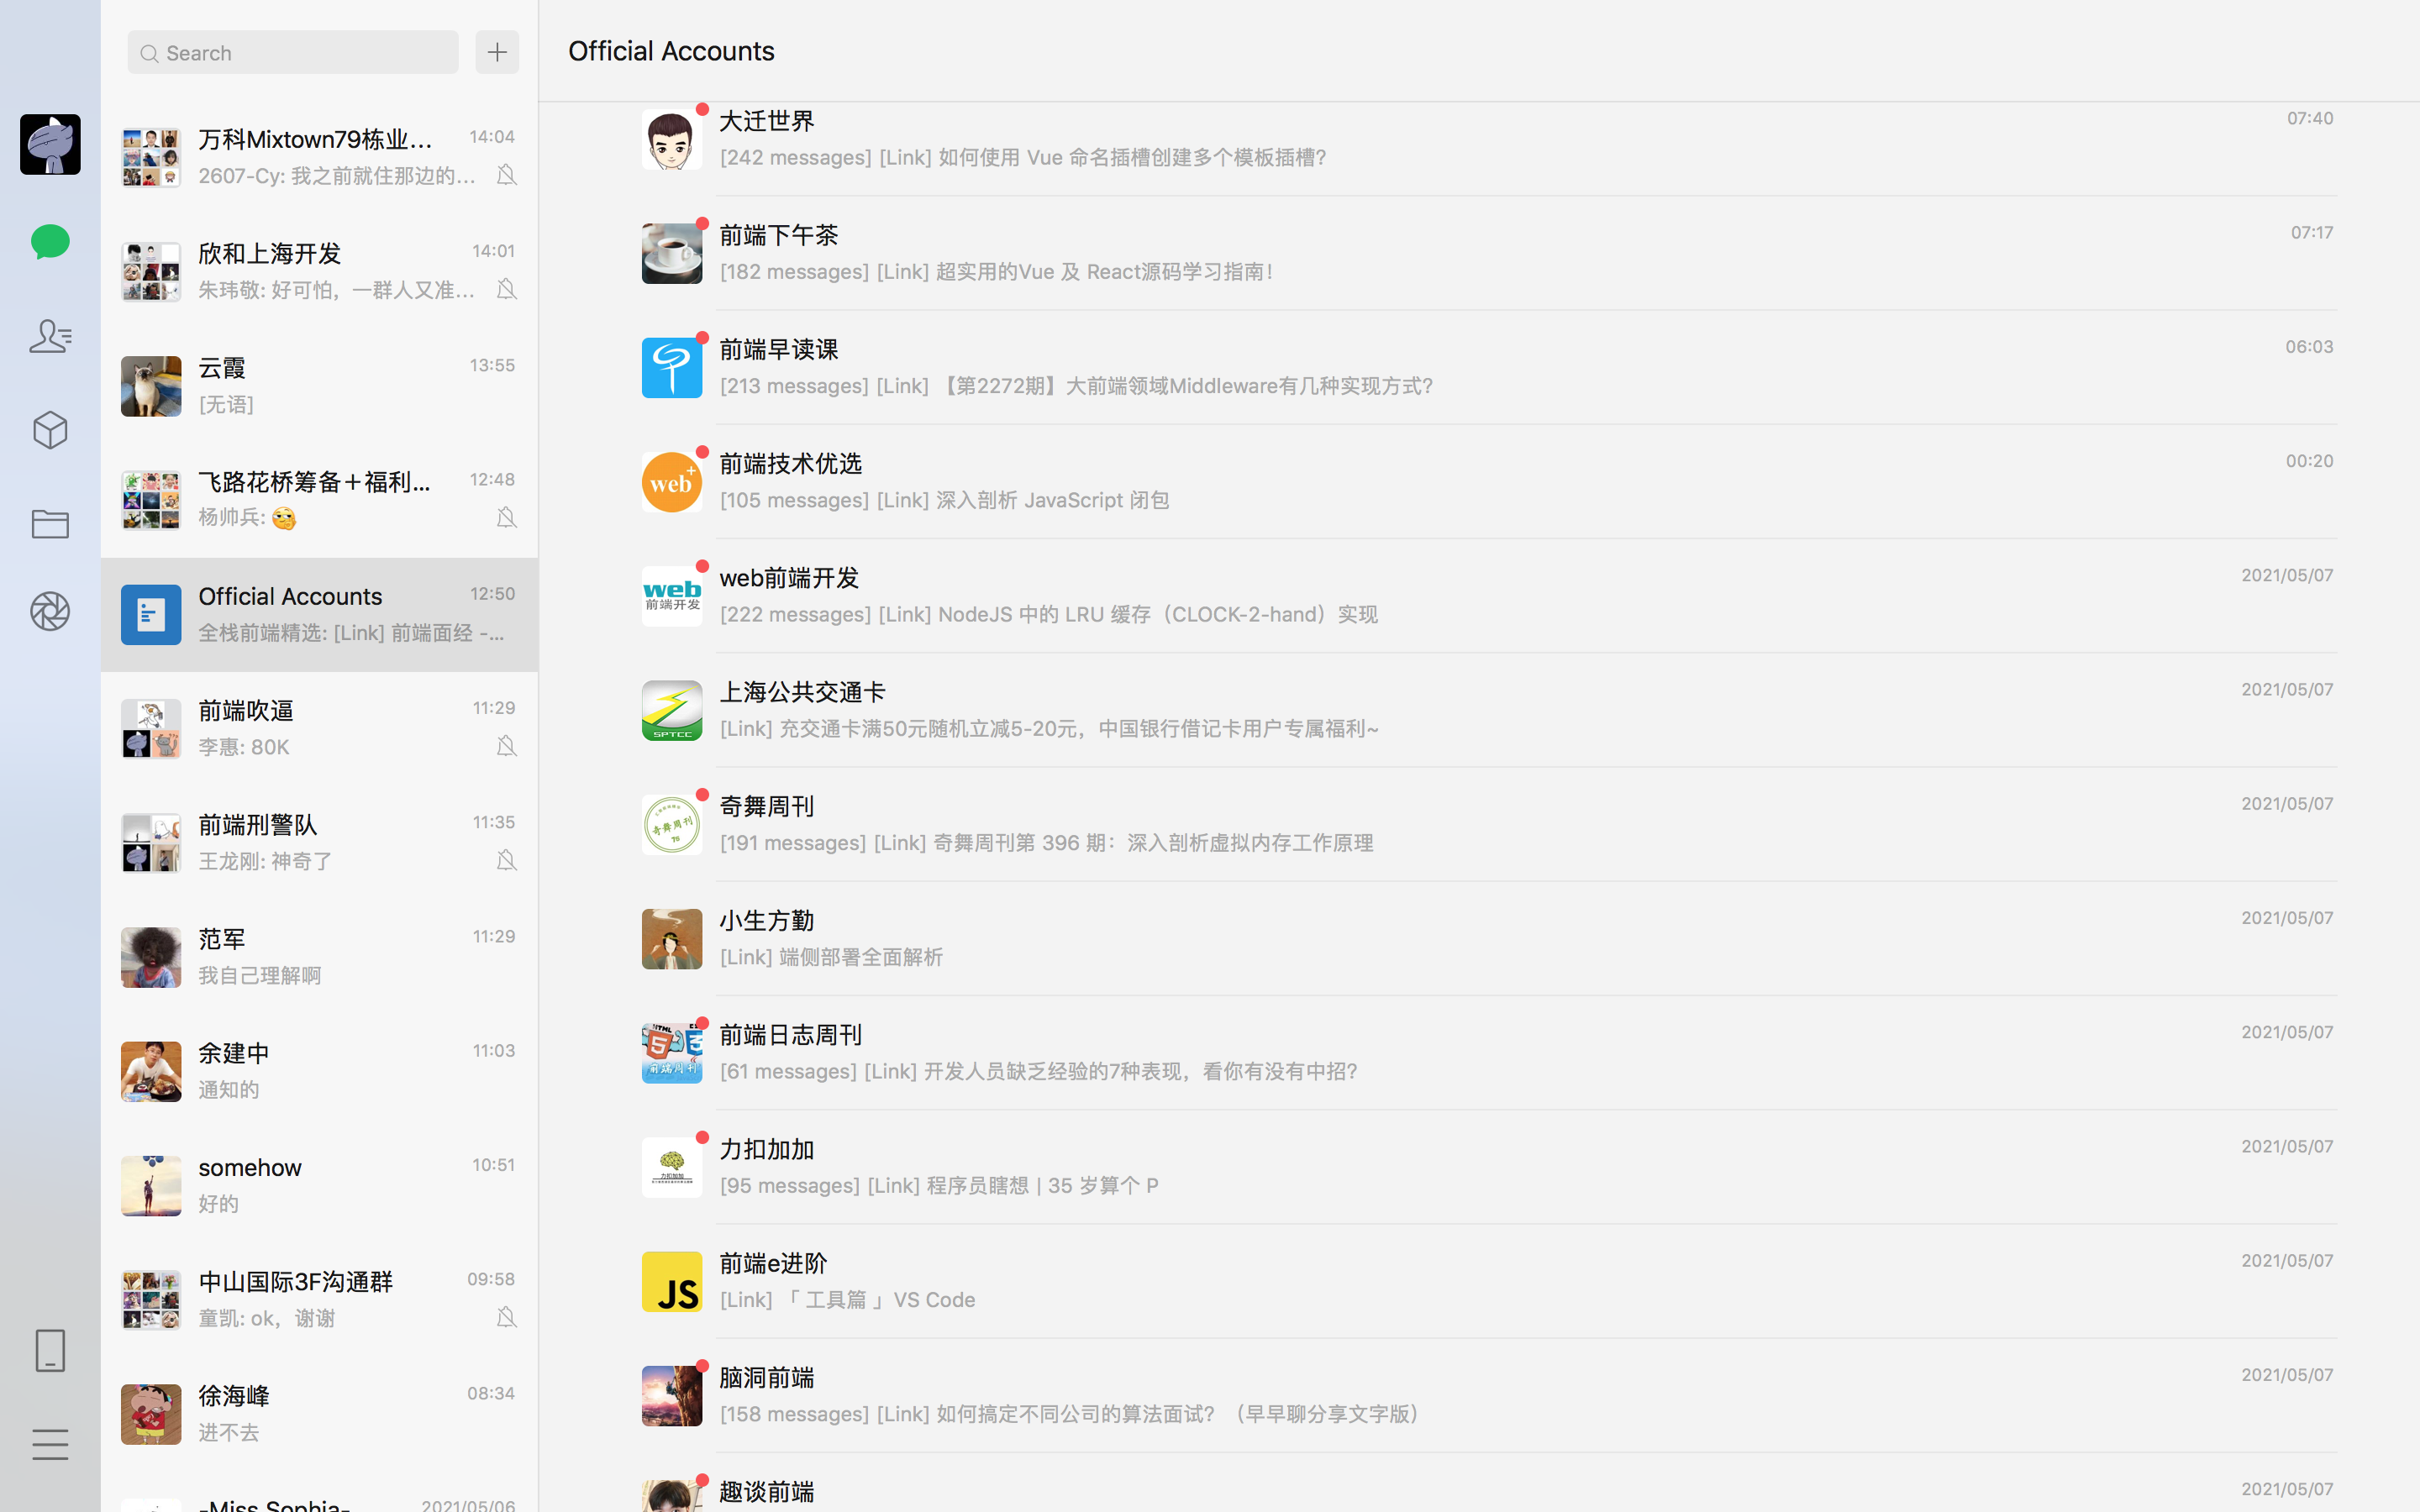 Search
万科Mixtown79栋业... 14:04
2607-Cy: 我之前就住那边的...
欣和上海开发 14:01
朱玮敬: 好可怕，一群人又准...
云霞 13:55
[无语]
飞路花桥筹备＋福利... 12:48
杨帅兵:
Official Accounts 12:50
全栈前端精选: [Link] 前端面经 -...
前端吹逼 11:29
李惠: 80K
前端刑警队 11:35
王龙刚: 神奇了
范军 11:29
我自己理解啊
余建中 11:03
通知的
somehow 10:51
好的
中山国际3F沟通群 09:58
童凯: ok，谢谢
徐海峰 08:34
进不去
-Miss Sophia- 2021/05/06
Official Accounts
大迁世界 07:40
[242 messages] [Link] 如何使用 Vue 命名插槽创建多个模板插槽?
前端下午茶 07:17
[182 messages] [Link] 超实用的Vue 及 React源码学习指南！
前端早读课 06:03
[213 messages] [Link] 【第2272期】大前端领域Middleware有几种实现方式?
web+
前端技术优选 00:20
[105 messages] [Link] 深入剖析 JavaScript 闭包
web
前端开发
web前端开发 2021/05/07
[222 messages] [Link] NodeJS 中的 LRU 缓存（CLOCK-2-hand）实现
SPTCC
上海公共交通卡 2021/05/07
[Link] 充交通卡满50元随机立减5-20元，中国银行借记卡用户专属福利~
奇舞周刊
奇舞周刊 2021/05/07
[191 messages] [Link] 奇舞周刊第 396 期：深入剖析虚拟内存工作原理
小生方勤 2021/05/07
[Link] 端侧部署全面解析
HTML
5 3
前端周刊
前端日志周刊 2021/05/07
[61 messages] [Link] 开发人员缺乏经验的7种表现，看你有没有中招?
力扣加加
力扣加加 2021/05/07
[95 messages] [Link] 程序员瞎想 | 35 岁算个 P
JS
前端e进阶 2021/05/07
[Link] 「 工具篇 」VS Code
脑洞前端 2021/05/07
[158 messages] [Link] 如何搞定不同公司的算法面试? （早早聊分享文字版）
趣谈前端 2021/05/07